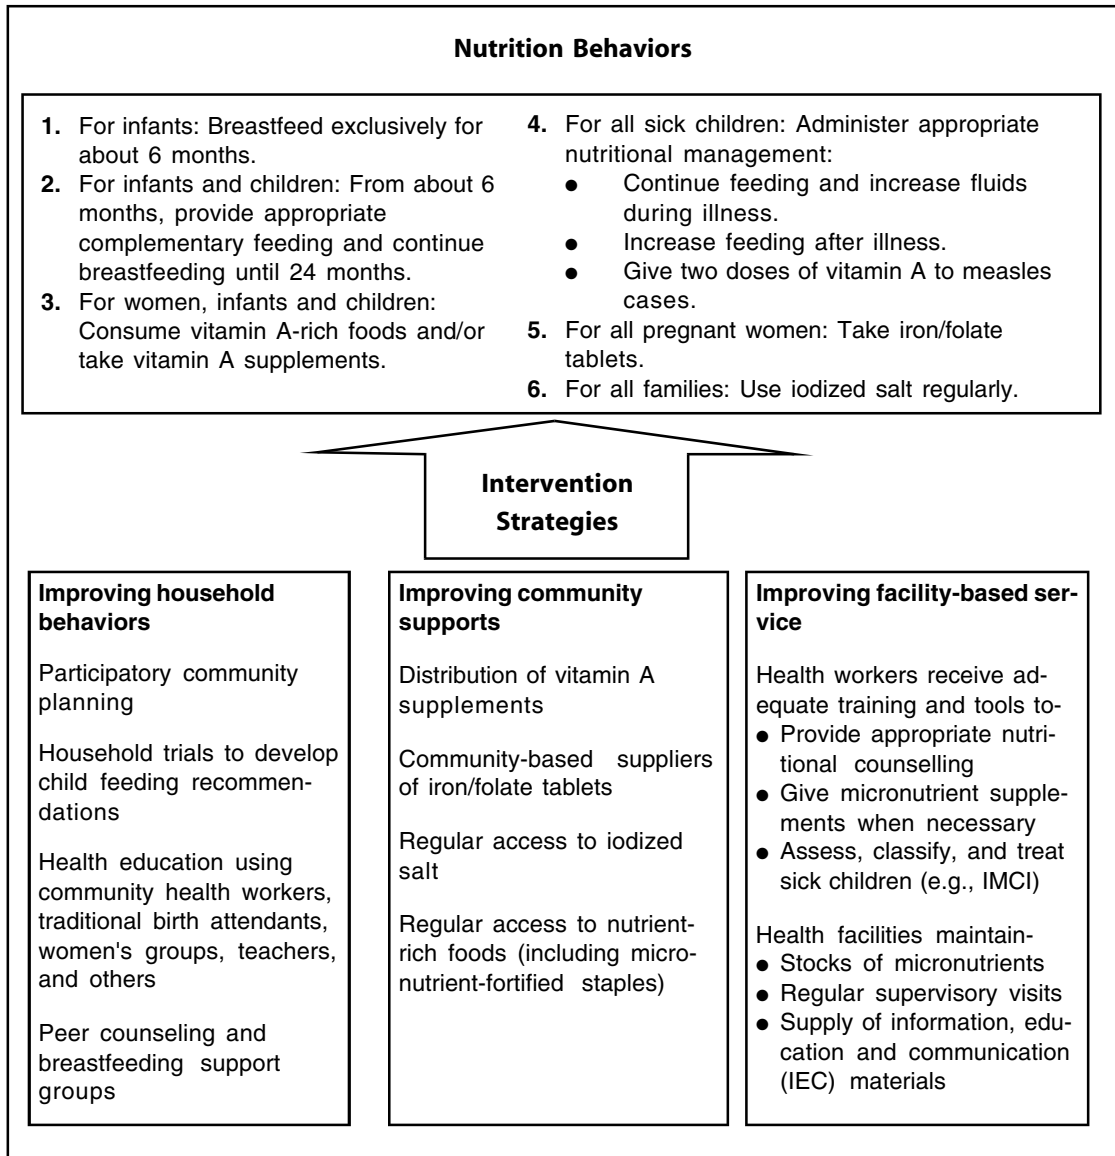 Nutrition Behaviors
1. For infants: Breastfeed exclusively for
about 6 months.
2. For infants and children: From about 6
months, provide appropriate
complementary feeding and continue
breastfeeding until 24 months.
3. For women, infants and children:
Consume vitamin A-rich foods and/or
take vitamin A supplements.
4. For all sick children: Administer appropriate
nutritional management:
● Continue feeding and increase fluids
during illness.
● Increase feeding after illness.
● Give two doses of vitamin A to measles
cases.
5. For all pregnant women: Take iron/folate
tablets.
6. For all families: Use iodized salt regularly.
Intervention
Strategies
Improving household
behaviors
Participatory community
planning
Household trials to develop
child feeding recommen-
dations
Health education using
community health workers,
traditional birth attendants,
women's groups, teachers,
and others
Peer counseling and
breastfeeding support
groups
Improving community
supports
Distribution of vitamin A
supplements
Community-based suppliers
of iron/folate tablets
Regular access to iodized
salt
Regular access to nutrient-
rich foods (including micro-
nutrient-fortified staples)
Improving facility-based ser-
vice
Health workers receive ad-
equate training and tools to-
● Provide appropriate nutri-
tional counselling
● Give micronutrient supple-
ments when necessary
● Assess, classify, and treat
sick children (e.g., IMCI)
Health facilities maintain-
● Stocks of micronutrients
● Regular supervisory visits
● Supply of information, edu-
cation and communication
(IEC) materials